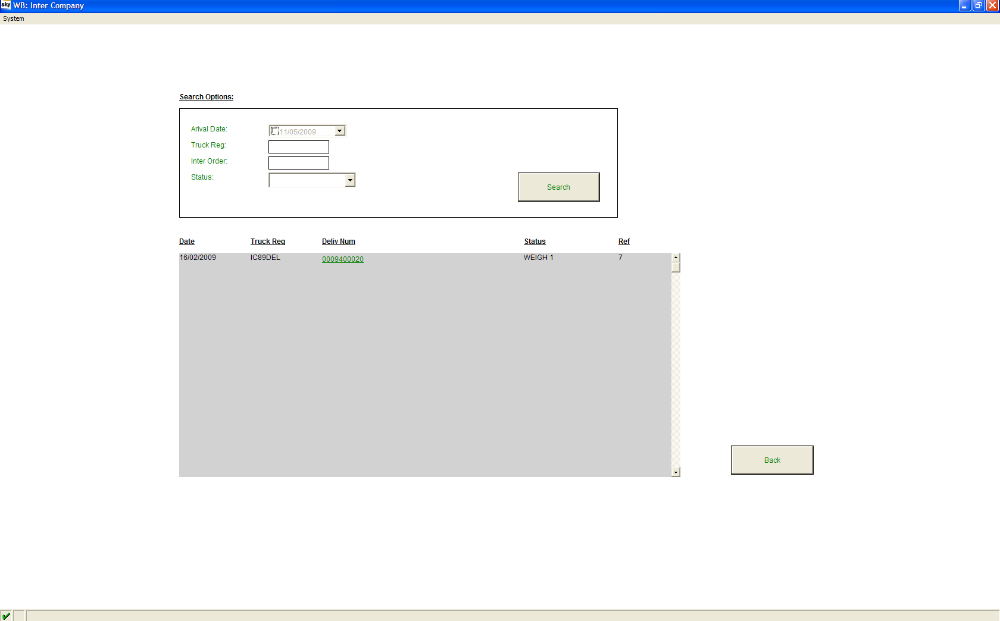 sky WB: Inter Company
System
Search Options:
Arival Date: 11/05/2009
Truck Reg:
Inter Order:
Status:
Search
Date Truck Reg Deliv Num Status Ref
16/02/2009 IC89DEL 0009400020 WEIGH 1 7
Back